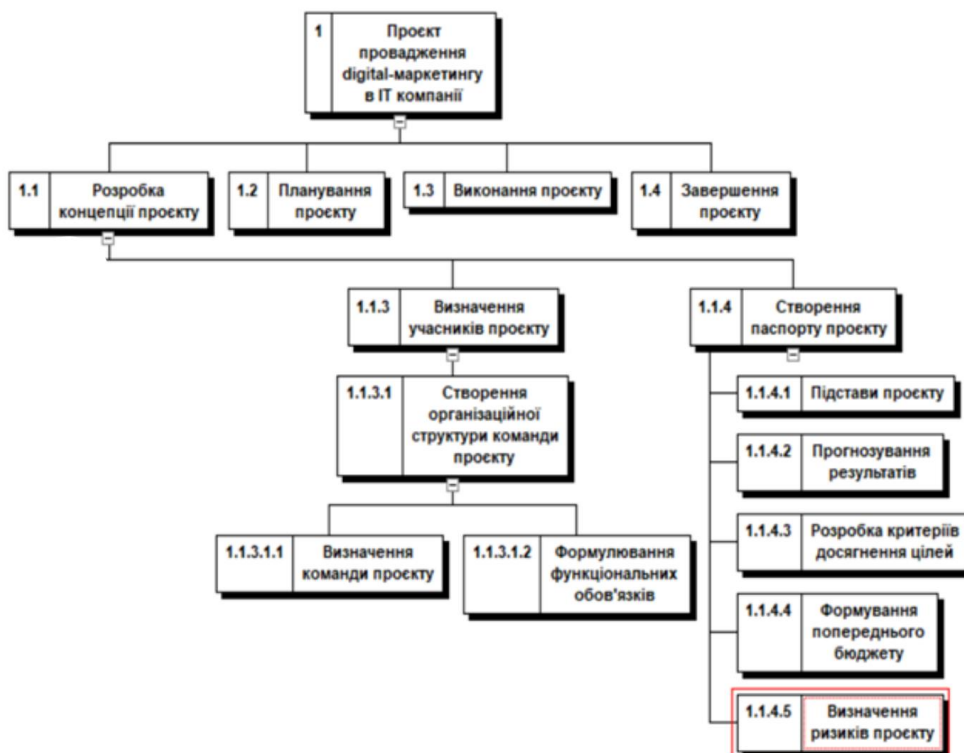 1 Проєкт
провадження
digital-маркетингу
в ІТ компанії
1.1 Розробка
концепції проєкту
1.2 Планування
проєкту
1.3 Виконання проєкту
1.4 Завершення
проєкту
1.1.3 Визначення
учасників проєкту
1.1.4 Створення
паспорту проєкту
1.1.3.1 Створення
організаційної
структури команди
проєкту
1.1.3.1.1 Визначення
команди проєкту
1.1.3.1.2 Формулювання
функціональних
обов'язків
1.1.4.1 Підстави проєкту
1.1.4.2 Прогнозування
результатів
1.1.4.3 Розробка критеріїв
досягнення цілей
1.1.4.4 Формування
попереднього
бюджету
1.1.4.5 Визначення
ризиків проєкту